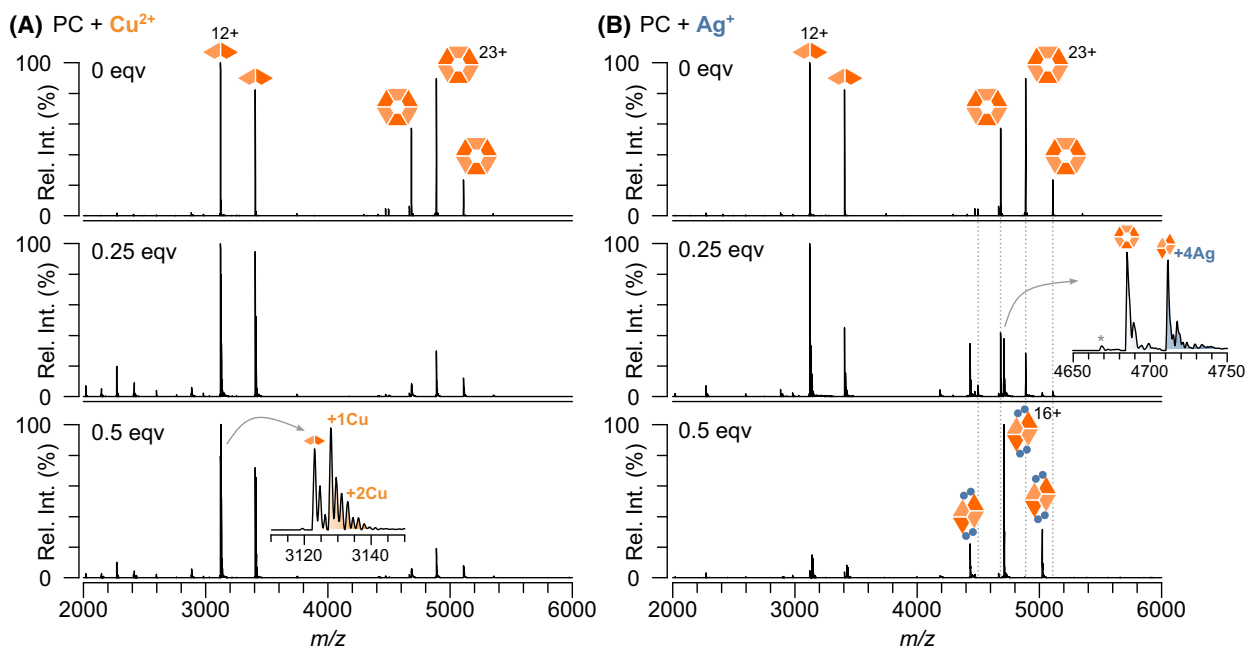 (A) PC + Cu2+
12+
23+
0 eqv
100
0
Rel. Int. (%)
0.25 eqv
100
0
Rel. Int. (%)
0.5 eqv
100
0
Rel. Int. (%)
+1Cu
+2Cu
3120 3140
2000 3000 4000 5000 6000
m/z
(B) PC + Ag+
12+
23+
0 eqv
100
0
Rel. Int. (%)
0.25 eqv
100
0
Rel. Int. (%)
+4Ag
*
4650 4700 4750
0.5 eqv
100
0
Rel. Int. (%)
16+
2000 3000 4000 5000 6000
m/z